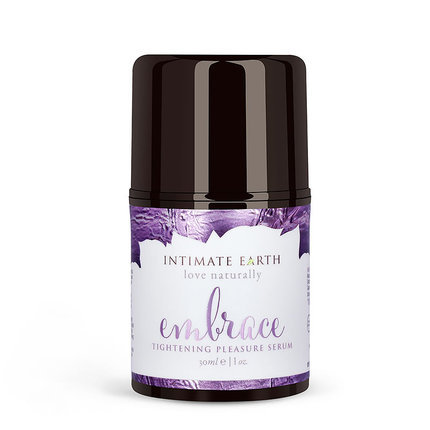 INTIMATE EARTH
love naturally
embrace
TIGHTENING PLEASURE SERUM
30ml e | 1 oz.